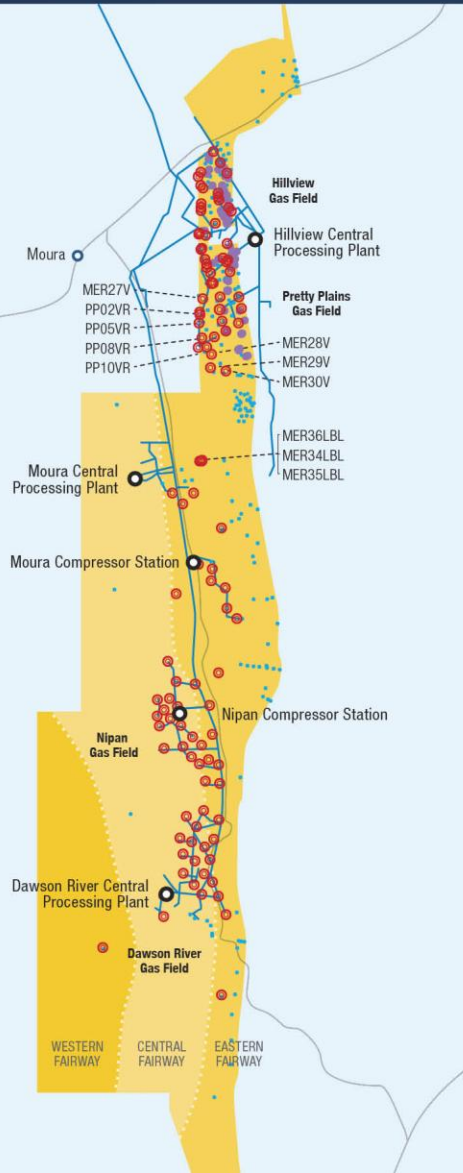 Hillview
Gas Field
Moura
Hillview Central
Processing Plant
MER27V
PP02VR
PP05VR
PP08VR
PP10VR
Pretty Plains
Gas Field
MER28V
MER29V
MER30V
MER36LBL
MER34LBL
MER35LBL
Moura Central
Processing Plant
Moura Compressor Station
Nipan Compressor Station
Nipan
Gas Field
Dawson River Central
Processing Plant
Dawson River
Gas Field
WESTERN
FAIRWAY
CENTRAL
FAIRWAY
EASTERN
FAIRWAY